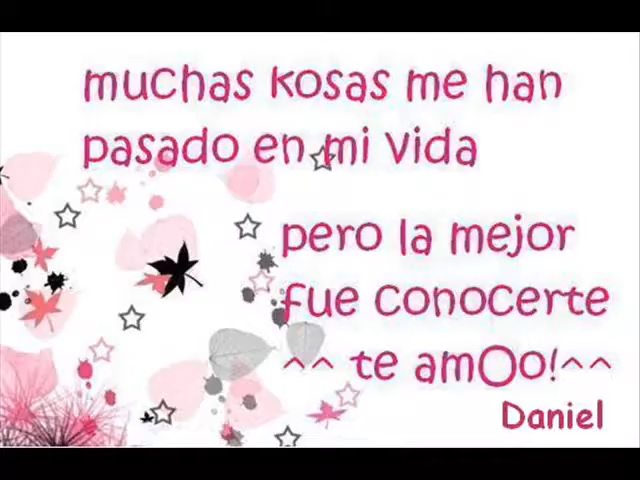 muchas kosas me han
pasado en mi vida
pero la mejor
fue conocerte
^^ te amOo!^^
Daniel